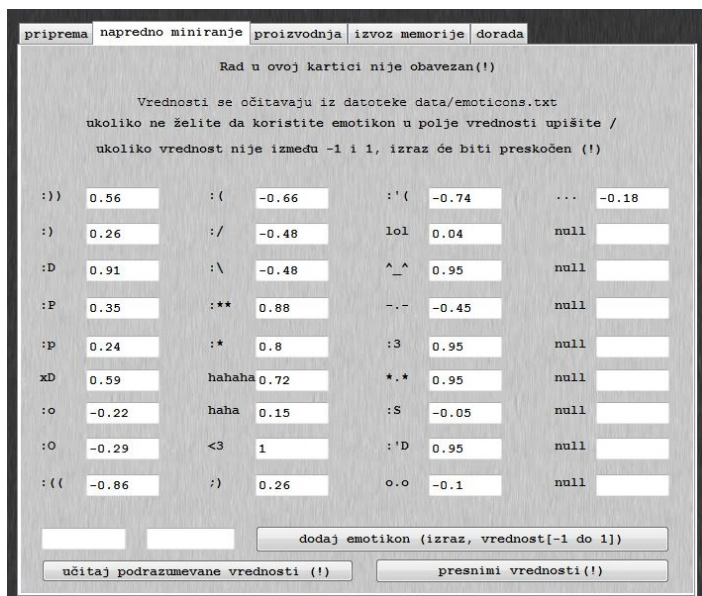 priprema napredno miniranje proizvodnja izvoz memorije dorada
Rad u ovoj kartici nije obavezan(!)
Vrednosti se očitavaju iz datoteke data/emoticons.txt
ukoliko ne želite da koristite emotikon u polje vrednosti upišite /
ukoliko vrednost nije između -1 i 1, izraz će biti preskočen (!)
:)) 0.56 :( -0.66 :'( -0.74 ... -0.18
:) 0.26 :/ -0.48 lol 0.04 null
:D 0.91 :\ -0.48 ^_^ 0.95 null
:P 0.35 :** 0.88 -.- -0.45 null
:p 0.24 :* 0.8 :3 0.95 null
xD 0.59 hahaha 0.72 *.* 0.95 null
:o -0.22 haha 0.15 :S -0.05 null
:O -0.29 <3 1 :'D 0.95 null
:(( -0.86 ;) 0.26 o.o -0.1 null
dodaj emotikon (izraz, vrednost[-1 do 1])
učitaj podrazumevane vrednosti (!) presnimi vrednosti(!)